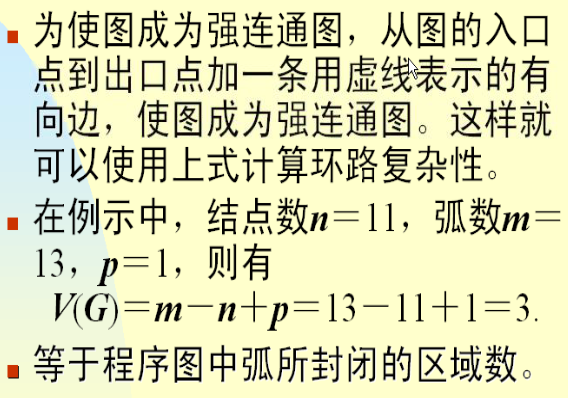 为使图成为强连通图，从图的入口
点到出口点加一条用虚线表示的有
向边，使图成为强连通图。这样就
可以使用上式计算环路复杂性。
在例示中，结点数n＝11，弧数m＝
13，p＝1，则有
V(G)＝m－n＋p＝13－11＋1＝3.
等于程序图中弧所封闭的区域数。